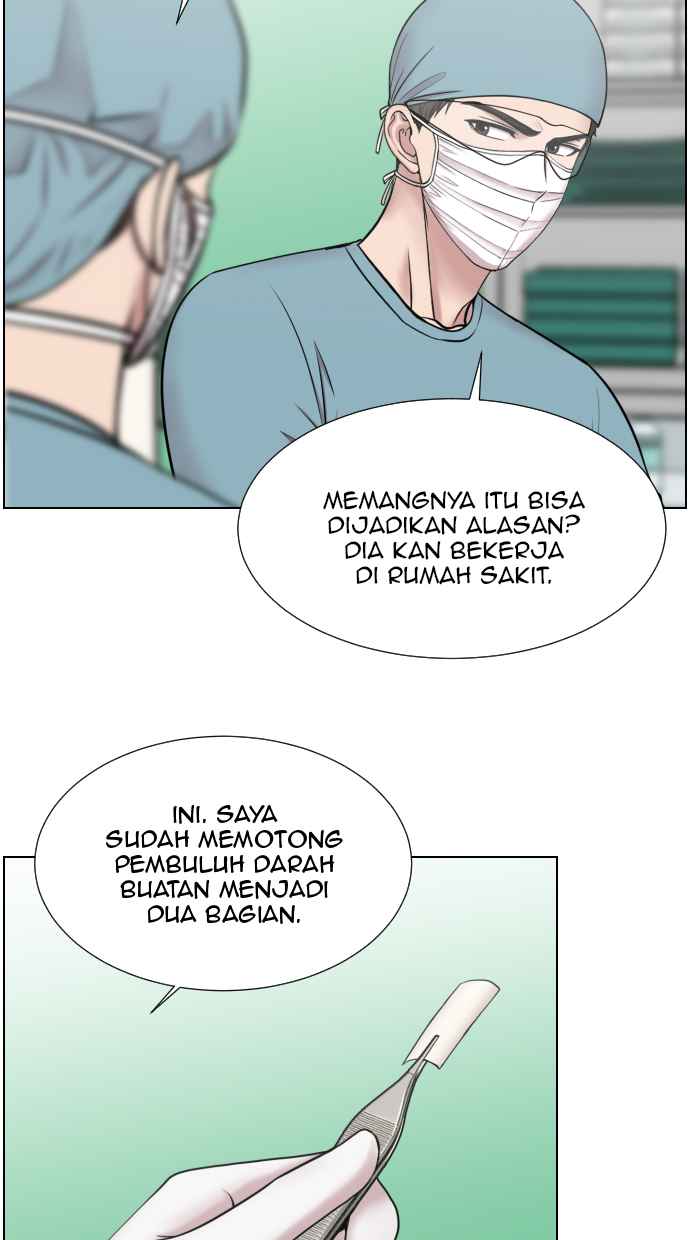 MEMANGNYA ITU BISA
DIJADIKAN ALASAN?
DIA KAN BEKERJA
DI RUMAH SAKIT.
INI. SAYA
SUDAH MEMOTONG
PEMBULUH DARAH
BUATAN MENJADI
DUA BAGIAN.